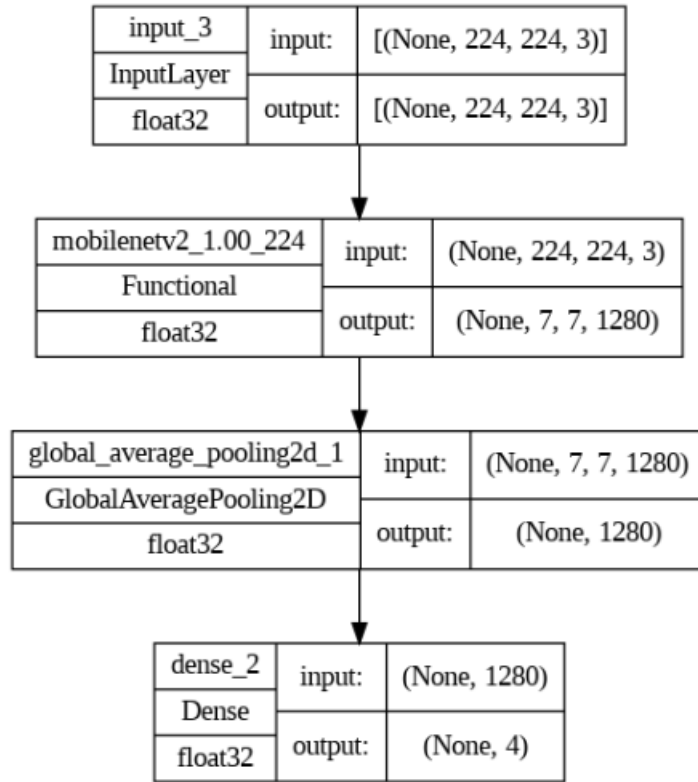 input_3
InputLayer
float32
input:
[(None, 224, 224, 3)]
output:
[(None, 224, 224, 3)]
mobilenetv2_1.00_224
Functional
float32
input:
(None, 224, 224, 3)
output:
(None, 7, 7, 1280)
global_average_pooling2d_1
GlobalAveragePooling2D
float32
input:
(None, 7, 7, 1280)
output:
(None, 1280)
dense_2
Dense
float32
input:
(None, 1280)
output:
(None, 4)